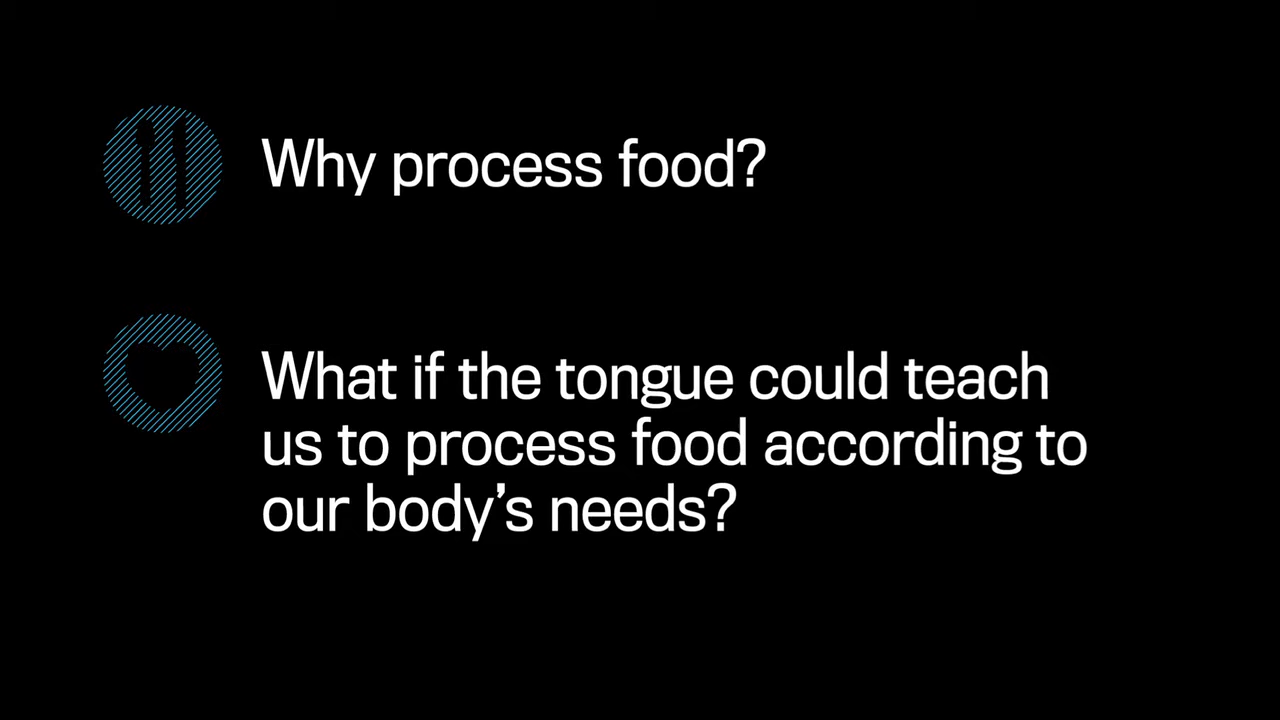 Why process food?
What if the tongue could teach
us to process food according to
our body’s needs?